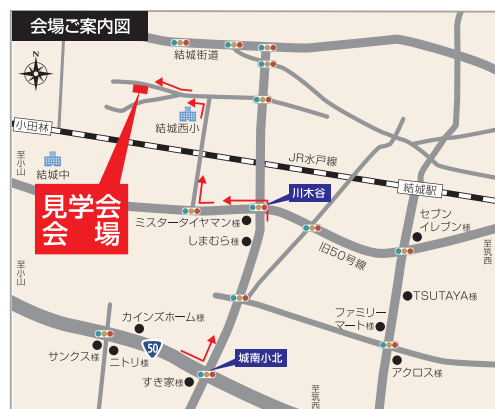 会場ご案内図
N
結城街道
小田林
結城西小
至小山
結城中
JR水戸線
結城駅
川木谷
見学会
会場
ミスタータイヤマン様
しまむら様
セブン
イレブン様
至筑西
旧50号線
至小山
TSUTAYA様
カインズホーム様
ファミリー
マート様
サンクス様
ニトリ様
50
城南小北
アクロス様
すき家様
至筑西